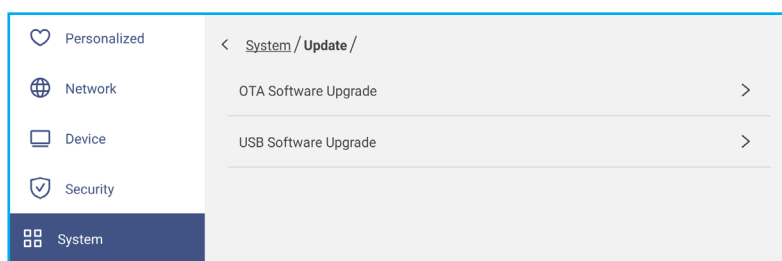 Personalized
Network
Device
Security
System
< System / Update /
OTA Software Upgrade >
USB Software Upgrade >